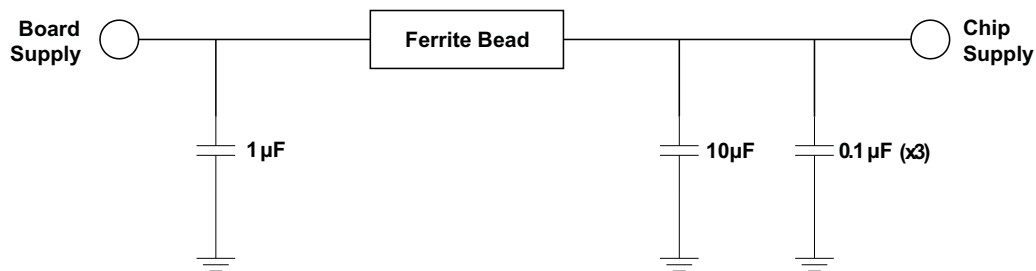 Board
Supply
Ferrite Bead
Chip
Supply
1 µF
10µF
0.1 µF (x3)